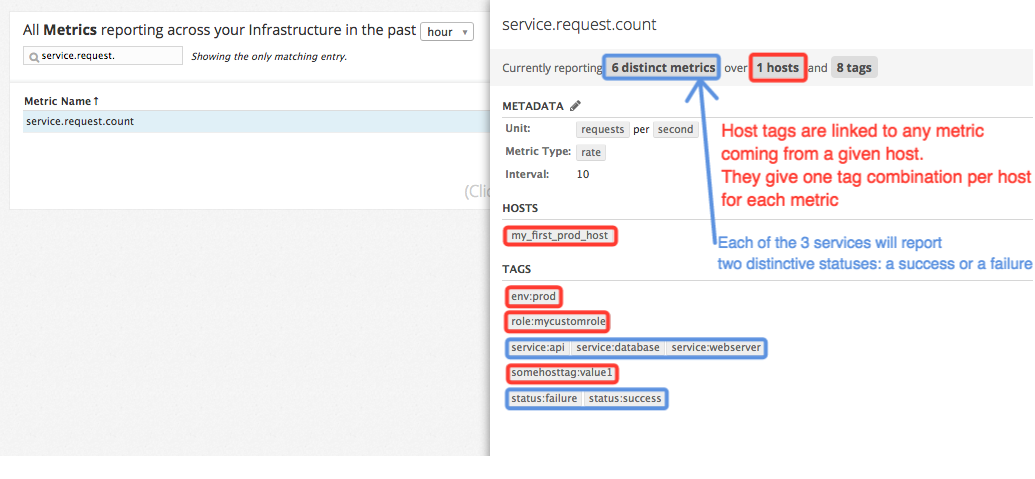 All Metrics reporting across your Infrastructure in the past hour
service.request.
Showing the only matching entry.
Metric Name↑
service.request.count
(Clic
service.request.count
Currently reporting 6 distinct metrics over 1 hosts and 8 tags
METADATA
Unit: requests per second
Metric Type: rate
Interval: 10
Host tags are linked to any metric
coming from a given host.
They give one tag combination per host
for each metric
HOSTS
my_first_prod_host
Each of the 3 services will report
two distinctive statuses: a success or a failure
TAGS
env:prod
role:mycustomrole
service:api service:database service:webserver
somehosttag:value1
status:failure status:success